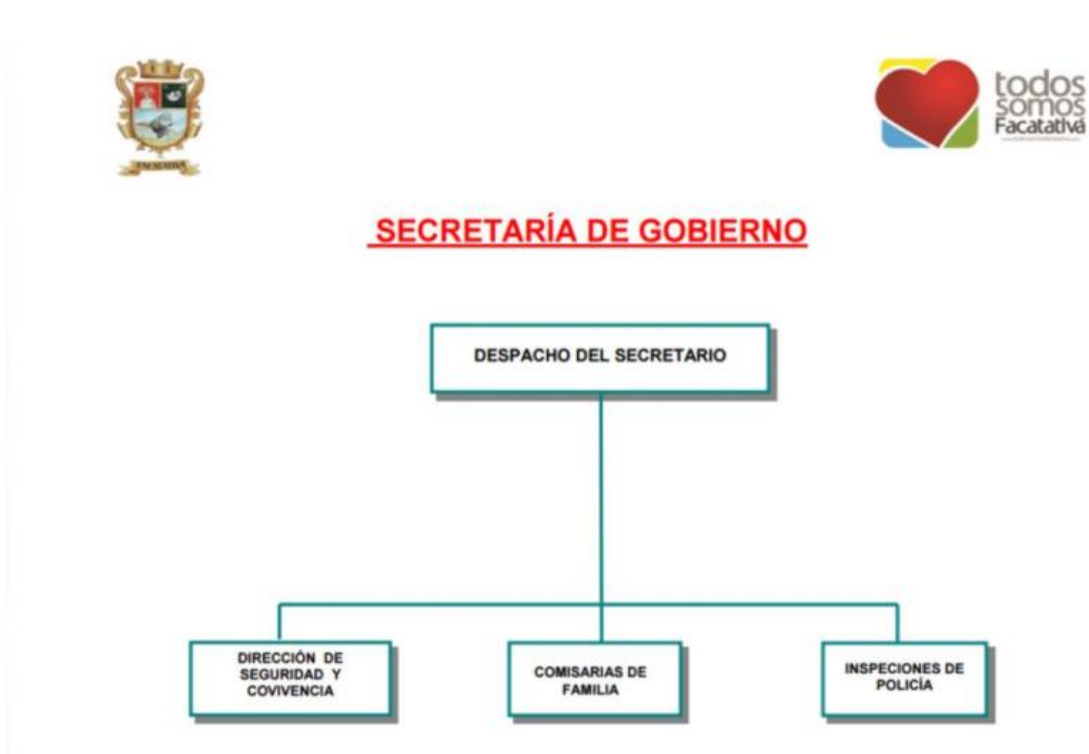 FACATATIVÁ
todos
somos
Facatativá
SECRETARÍA DE GOBIERNO
DESPACHO DEL SECRETARIO
DIRECCIÓN DE
SEGURIDAD Y
COVIVENCIA
COMISARIAS DE
FAMILIA
INSPECIONES DE
POLICÍA